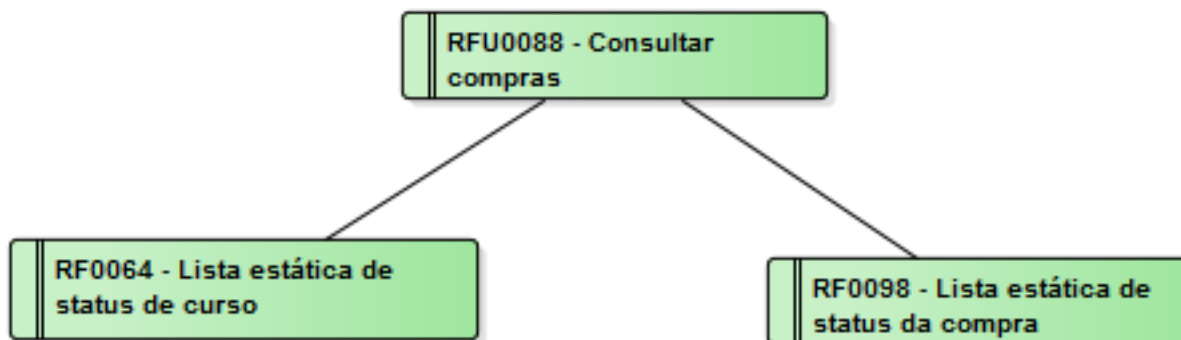 RFU0088 - Consultar
compras
RF0064 - Lista estática de
status de curso
RF0098 - Lista estática de
status da compra